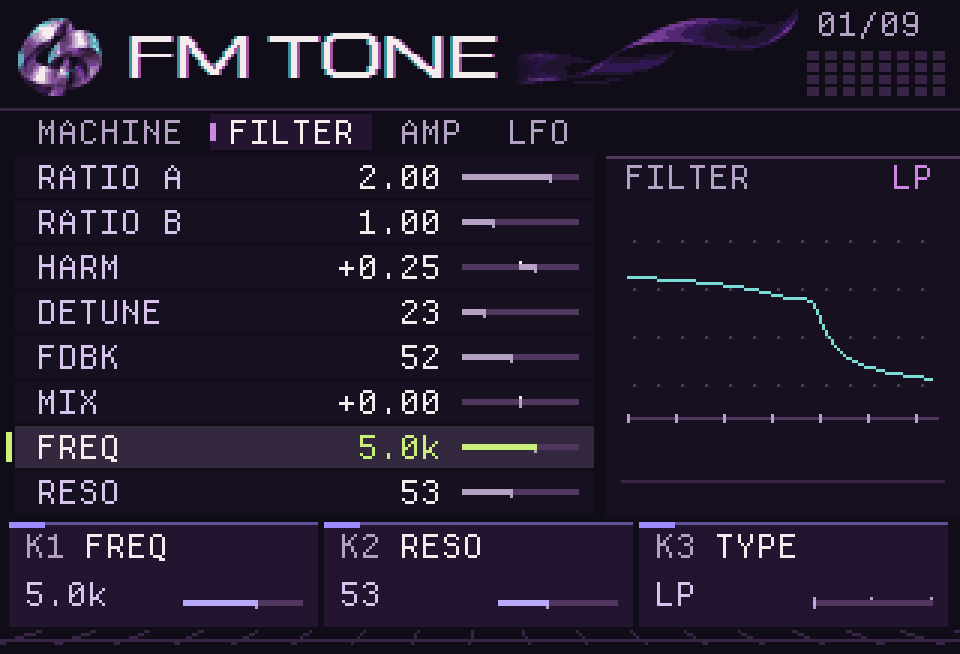 FM TONE
01/09
MACHINE FILTER AMP LFO
RATIO A 2.00
RATIO B 1.00
HARM +0.25
DETUNE 23
FDBK 52
MIX +0.00
FREQ 5.0k
RESO 53
FILTER LP
K1 FREQ
5.0k
K2 RESO
53
K3 TYPE
LP